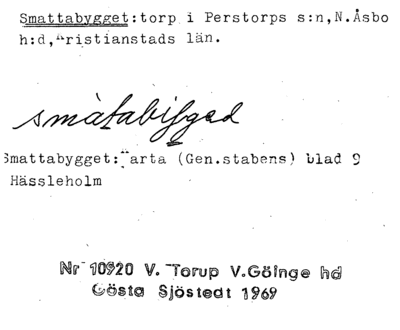 Smattabygget:torp i Perstorps s:n,N.Åsbo
h:d, ristianstads län.
småtabifged
Smattabygget: arta (Gen.stabens) blad 9
Hässleholm
Nr 10920 V. Torup V.Göinge hd
Gösta Sjöstedt 1969